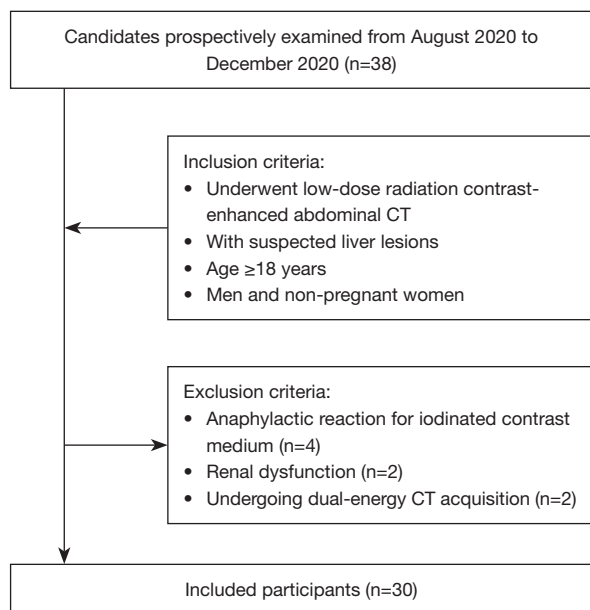 Candidates prospectively examined from August 2020 to
December 2020 (n=38)
Inclusion criteria:
• Underwent low-dose radiation contrast-
enhanced abdominal CT
• With suspected liver lesions
• Age ≥18 years
• Men and non-pregnant women
Exclusion criteria:
• Anaphylactic reaction for iodinated contrast
medium (n=4)
• Renal dysfunction (n=2)
• Undergoing dual-energy CT acquisition (n=2)
Included participants (n=30)